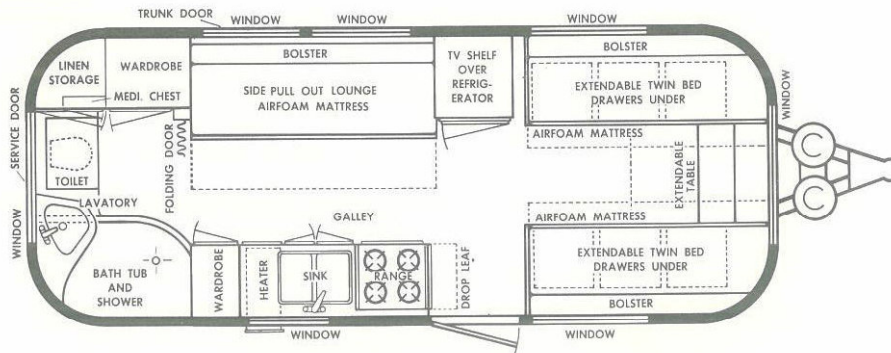 TRUNK DOOR
WINDOW
WINDOW
WINDOW
LINEN
STORAGE
WARDROBE
BOLSTER
SIDE PULL OUT LOUNGE
AIRFOAM MATTRESS
TV SHELF
OVER
REFRIG-
ERATOR
BOLSTER
EXTENDABLE TWIN BED
DRAWERS UNDER
WINDOW
MEDI. CHEST
SERVICE DOOR
AIRFOAM MATTRESS
TOILET
FOLDING DOOR
EXTENDABLE
TABLE
LAVATORY
WINDOW
GALLEY
AIRFOAM MATTRESS
BATH TUB
AND
SHOWER
WARDROBE
HEATER
SINK
RANGE
DROP LEAF
EXTENDABLE TWIN BED
DRAWERS UNDER
BOLSTER
WINDOW
WINDOW